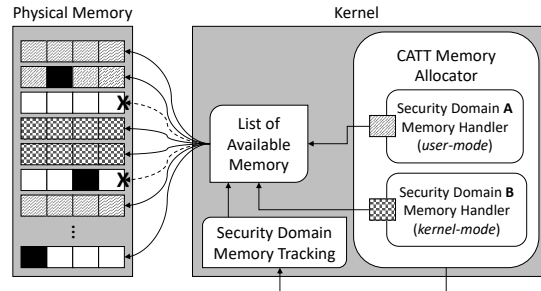 Physical Memory
Kernel
CATT Memory
Allocator
Security Domain A
Memory Handler
(user-mode)
List of
Available
Memory
Security Domain B
Memory Handler
(kernel-mode)
Security Domain
Memory Tracking
X
X
...